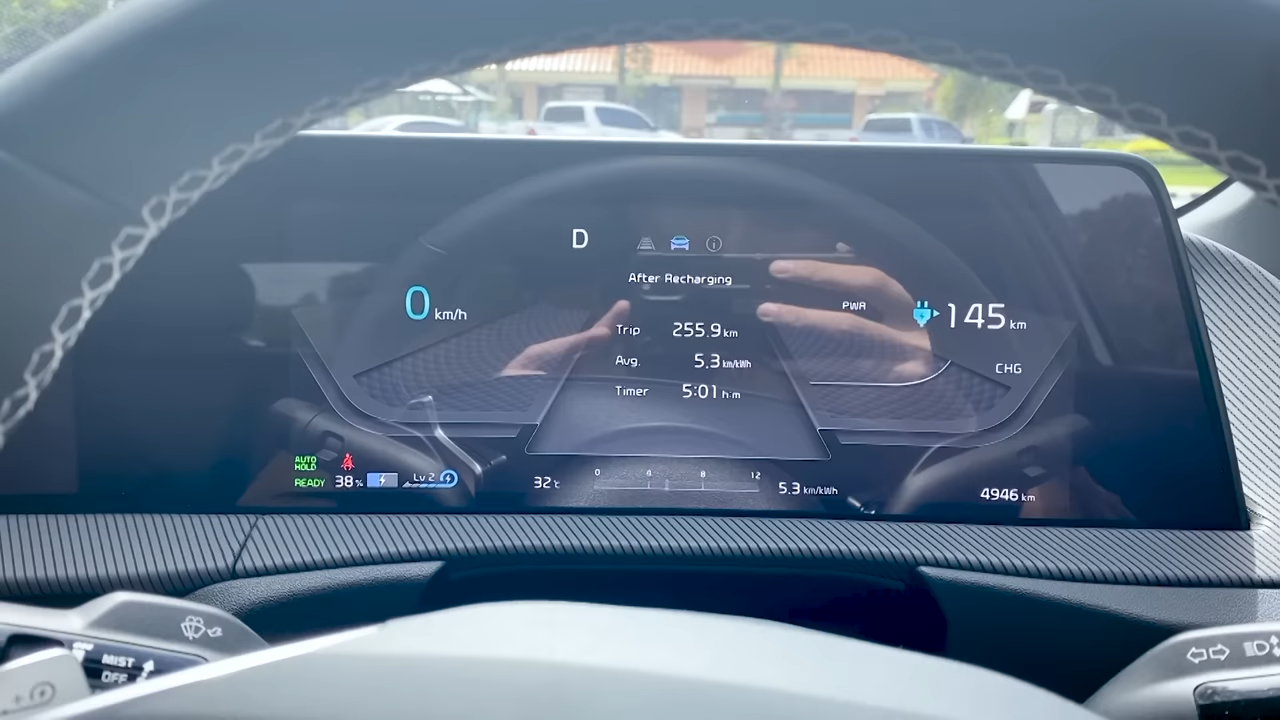 D
After Recharging
0 km/h
PWR
145 km
Trip 255.9 km
Avg. 5.3 km/kWh
CHG
Timer 5:01 h:m
AUTO HOLD
READY 38% Lv 2
32℃
0 4 8 12
5.3 km/kWh
4946 km
MIST
OFF